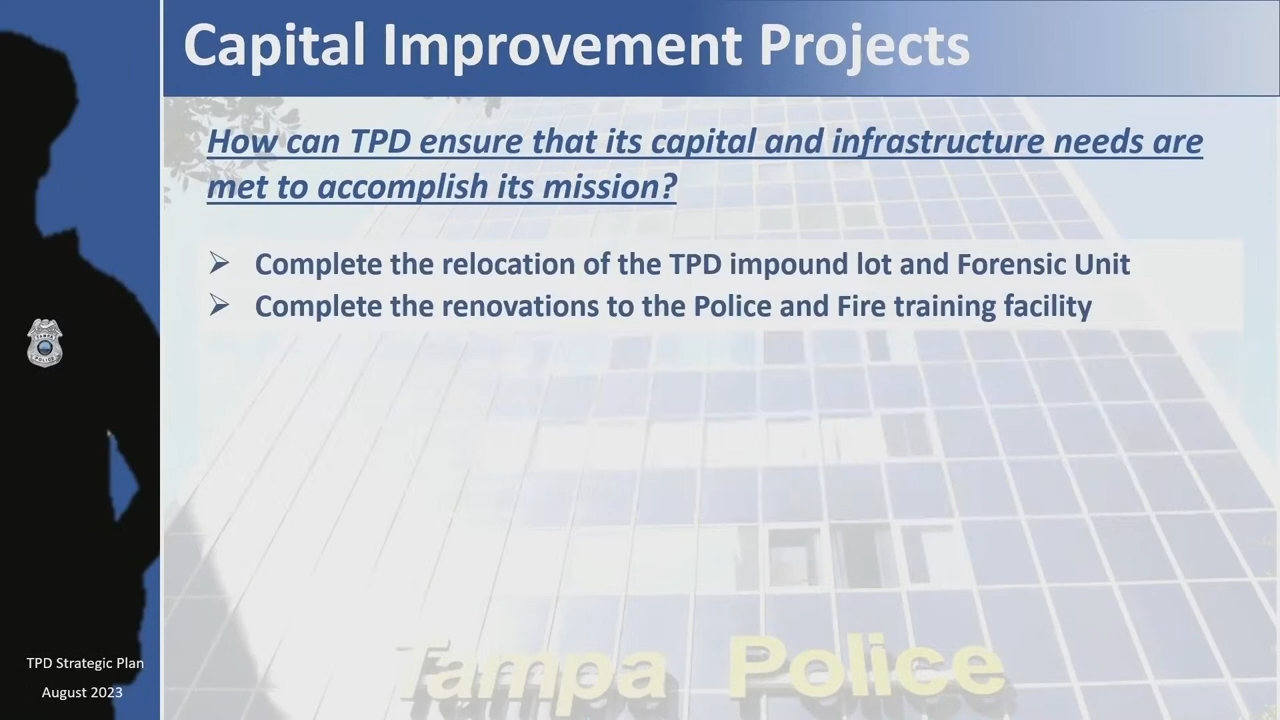 Capital Improvement Projects
How can TPD ensure that its capital and infrastructure needs are
met to accomplish its mission?
➢ Complete the relocation of the TPD impound lot and Forensic Unit
➢ Complete the renovations to the Police and Fire training facility
TAMPA
POLICE
Tampa Police
TPD Strategic Plan
August 2023